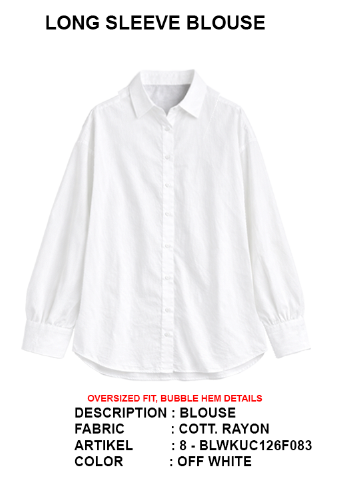 LONG SLEEVE BLOUSE
OVERSIZED FIT, BUBBLE HEM DETAILS
DESCRIPTION : BLOUSE
FABRIC : COTT. RAYON
ARTIKEL : 8 - BLWKUC126F083
COLOR : OFF WHITE